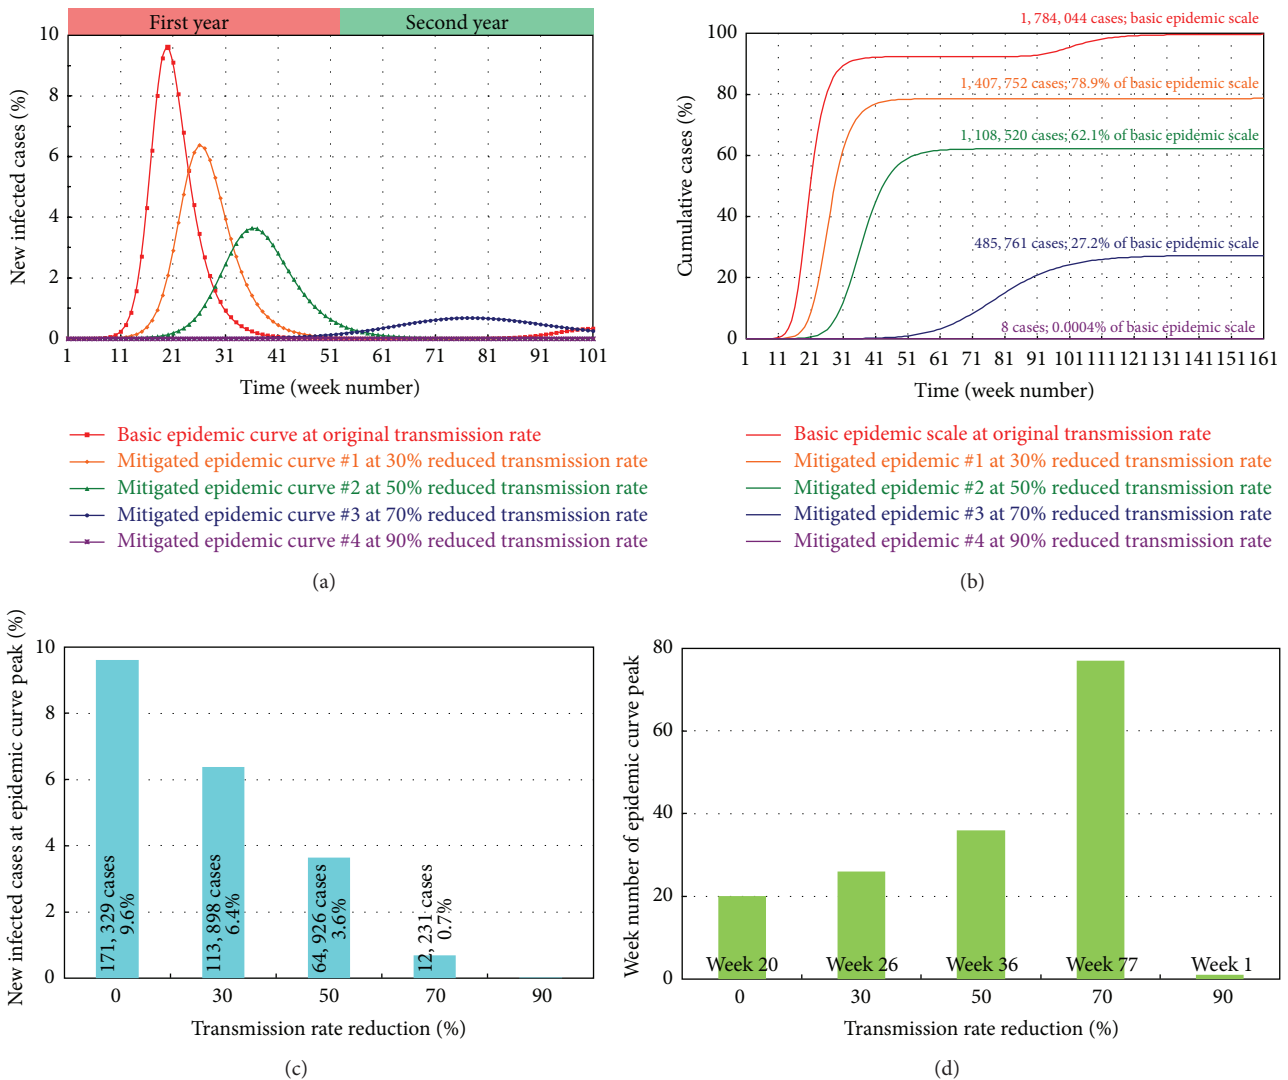 First year
Second year
10
8
6
4
2
0
New infected cases (%)
1 11 21 31 41 51 61 71 81 91 101
Time (week number)
Basic epidemic curve at original transmission rate
Mitigated epidemic curve #1 at 30% reduced transmission rate
Mitigated epidemic curve #2 at 50% reduced transmission rate
Mitigated epidemic curve #3 at 70% reduced transmission rate
Mitigated epidemic curve #4 at 90% reduced transmission rate
(a)
1, 784, 044 cases; basic epidemic scale
1, 407, 752 cases; 78.9% of basic epidemic scale
1, 108, 520 cases; 62.1% of basic epidemic scale
485, 761 cases; 27.2% of basic epidemic scale
8 cases; 0.0004% of basic epidemic scale
100
80
60
40
20
0
Cumulative cases (%)
1 11 21 31 41 51 61 71 81 91 101 111 121 131 141 151 161
Time (week number)
Basic epidemic scale at original transmission rate
Mitigated epidemic #1 at 30% reduced transmission rate
Mitigated epidemic #2 at 50% reduced transmission rate
Mitigated epidemic #3 at 70% reduced transmission rate
Mitigated epidemic #4 at 90% reduced transmission rate
(b)
10
8
6
4
2
0
New infected cases at epidemic curve peak (%)
171, 329 cases
9.6%
113, 898 cases
6.4%
64, 926 cases
3.6%
12, 231 cases
0.7%
0 30 50 70 90
Transmission rate reduction (%)
(c)
80
60
40
20
0
Week number of epidemic curve peak
Week 20
Week 26
Week 36
Week 77
Week 1
0 30 50 70 90
Transmission rate reduction (%)
(d)